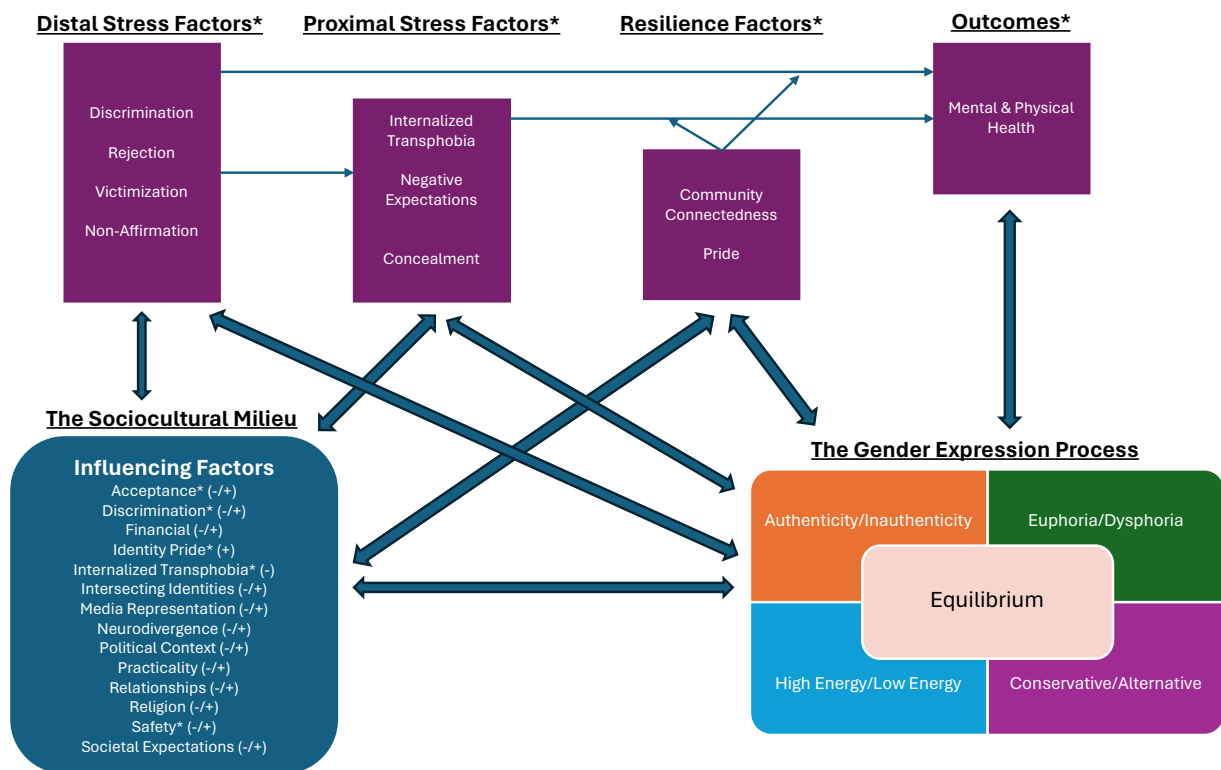 Distal Stress Factors*
Proximal Stress Factors*
Resilience Factors*
Outcomes*
Discrimination
Rejection
Victimization
Non-Affirmation
Internalized
Transphobia
Negative
Expectations
Concealment
Community
Connectedness
Pride
Mental & Physical
Health
The Sociocultural Milieu
Influencing Factors
Acceptance* (-/+)
Discrimination* (-/+)
Financial (-/+)
Identity Pride* (+)
Internalized Transphobia* (-)
Intersecting Identities (-/+)
Media Representation (-/+)
Neurodivergence (-/+)
Political Context (-/+)
Practicality (-/+)
Relationships (-/+)
Religion (-/+)
Safety* (-/+)
Societal Expectations (-/+)
The Gender Expression Process
Authenticity/Inauthenticity
Euphoria/Dysphoria
Equilibrium
High Energy/Low Energy
Conservative/Alternative